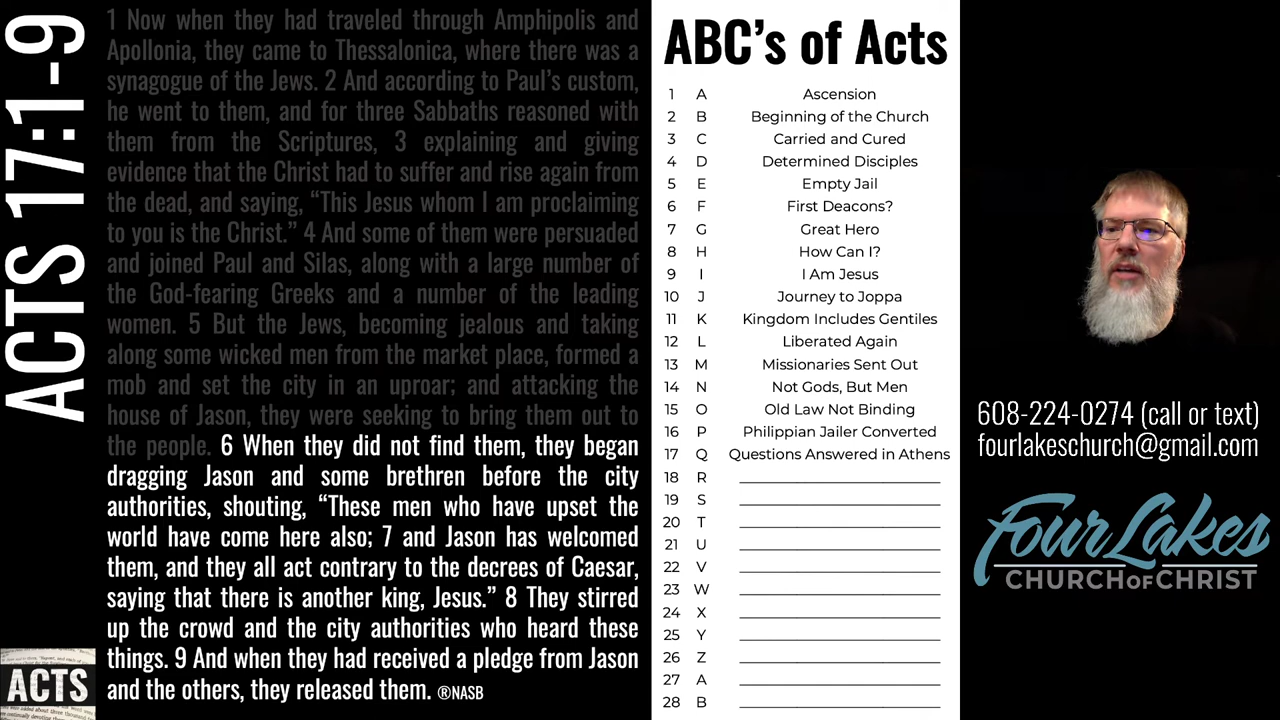 ACTS 17:1-9
1 Now when they had traveled through Amphipolis and
Apollonia, they came to Thessalonica, where there was a
synagogue of the Jews. 2 And according to Paul’s custom,
he went to them, and for three Sabbaths reasoned with
them from the Scriptures, 3 explaining and giving
evidence that the Christ had to suffer and rise again from
the dead, and saying, “This Jesus whom I am proclaiming
to you is the Christ.” 4 And some of them were persuaded
and joined Paul and Silas, along with a large number of
the God-fearing Greeks and a number of the leading
women. 5 But the Jews, becoming jealous and taking
along some wicked men from the market place, formed a
mob and set the city in an uproar; and attacking the
house of Jason, they were seeking to bring them out to
the people. 6 When they did not find them, they began
dragging Jason and some brethren before the city
authorities, shouting, “These men who have upset the
world have come here also; 7 and Jason has welcomed
them, and they all act contrary to the decrees of Caesar,
saying that there is another king, Jesus.” 8 They stirred
up the crowd and the city authorities who heard these
things. 9 And when they had received a pledge from Jason
and the others, they released them. ®NASB
ACTS
ABC’s of Acts
1 A Ascension
2 B Beginning of the Church
3 C Carried and Cured
4 D Determined Disciples
5 E Empty Jail
6 F First Deacons?
7 G Great Hero
8 H How Can I?
9 I I Am Jesus
10 J Journey to Joppa
11 K Kingdom Includes Gentiles
12 L Liberated Again
13 M Missionaries Sent Out
14 N Not Gods, But Men
15 O Old Law Not Binding
16 P Philippian Jailer Converted
17 Q Questions Answered in Athens
18 R
19 S
20 T
21 U
22 V
23 W
24 X
25 Y
26 Z
27 A
28 B
608-224-0274 (call or text)
fourlakeschurch@gmail.com
Four Lakes
CHURCH OF CHRIST